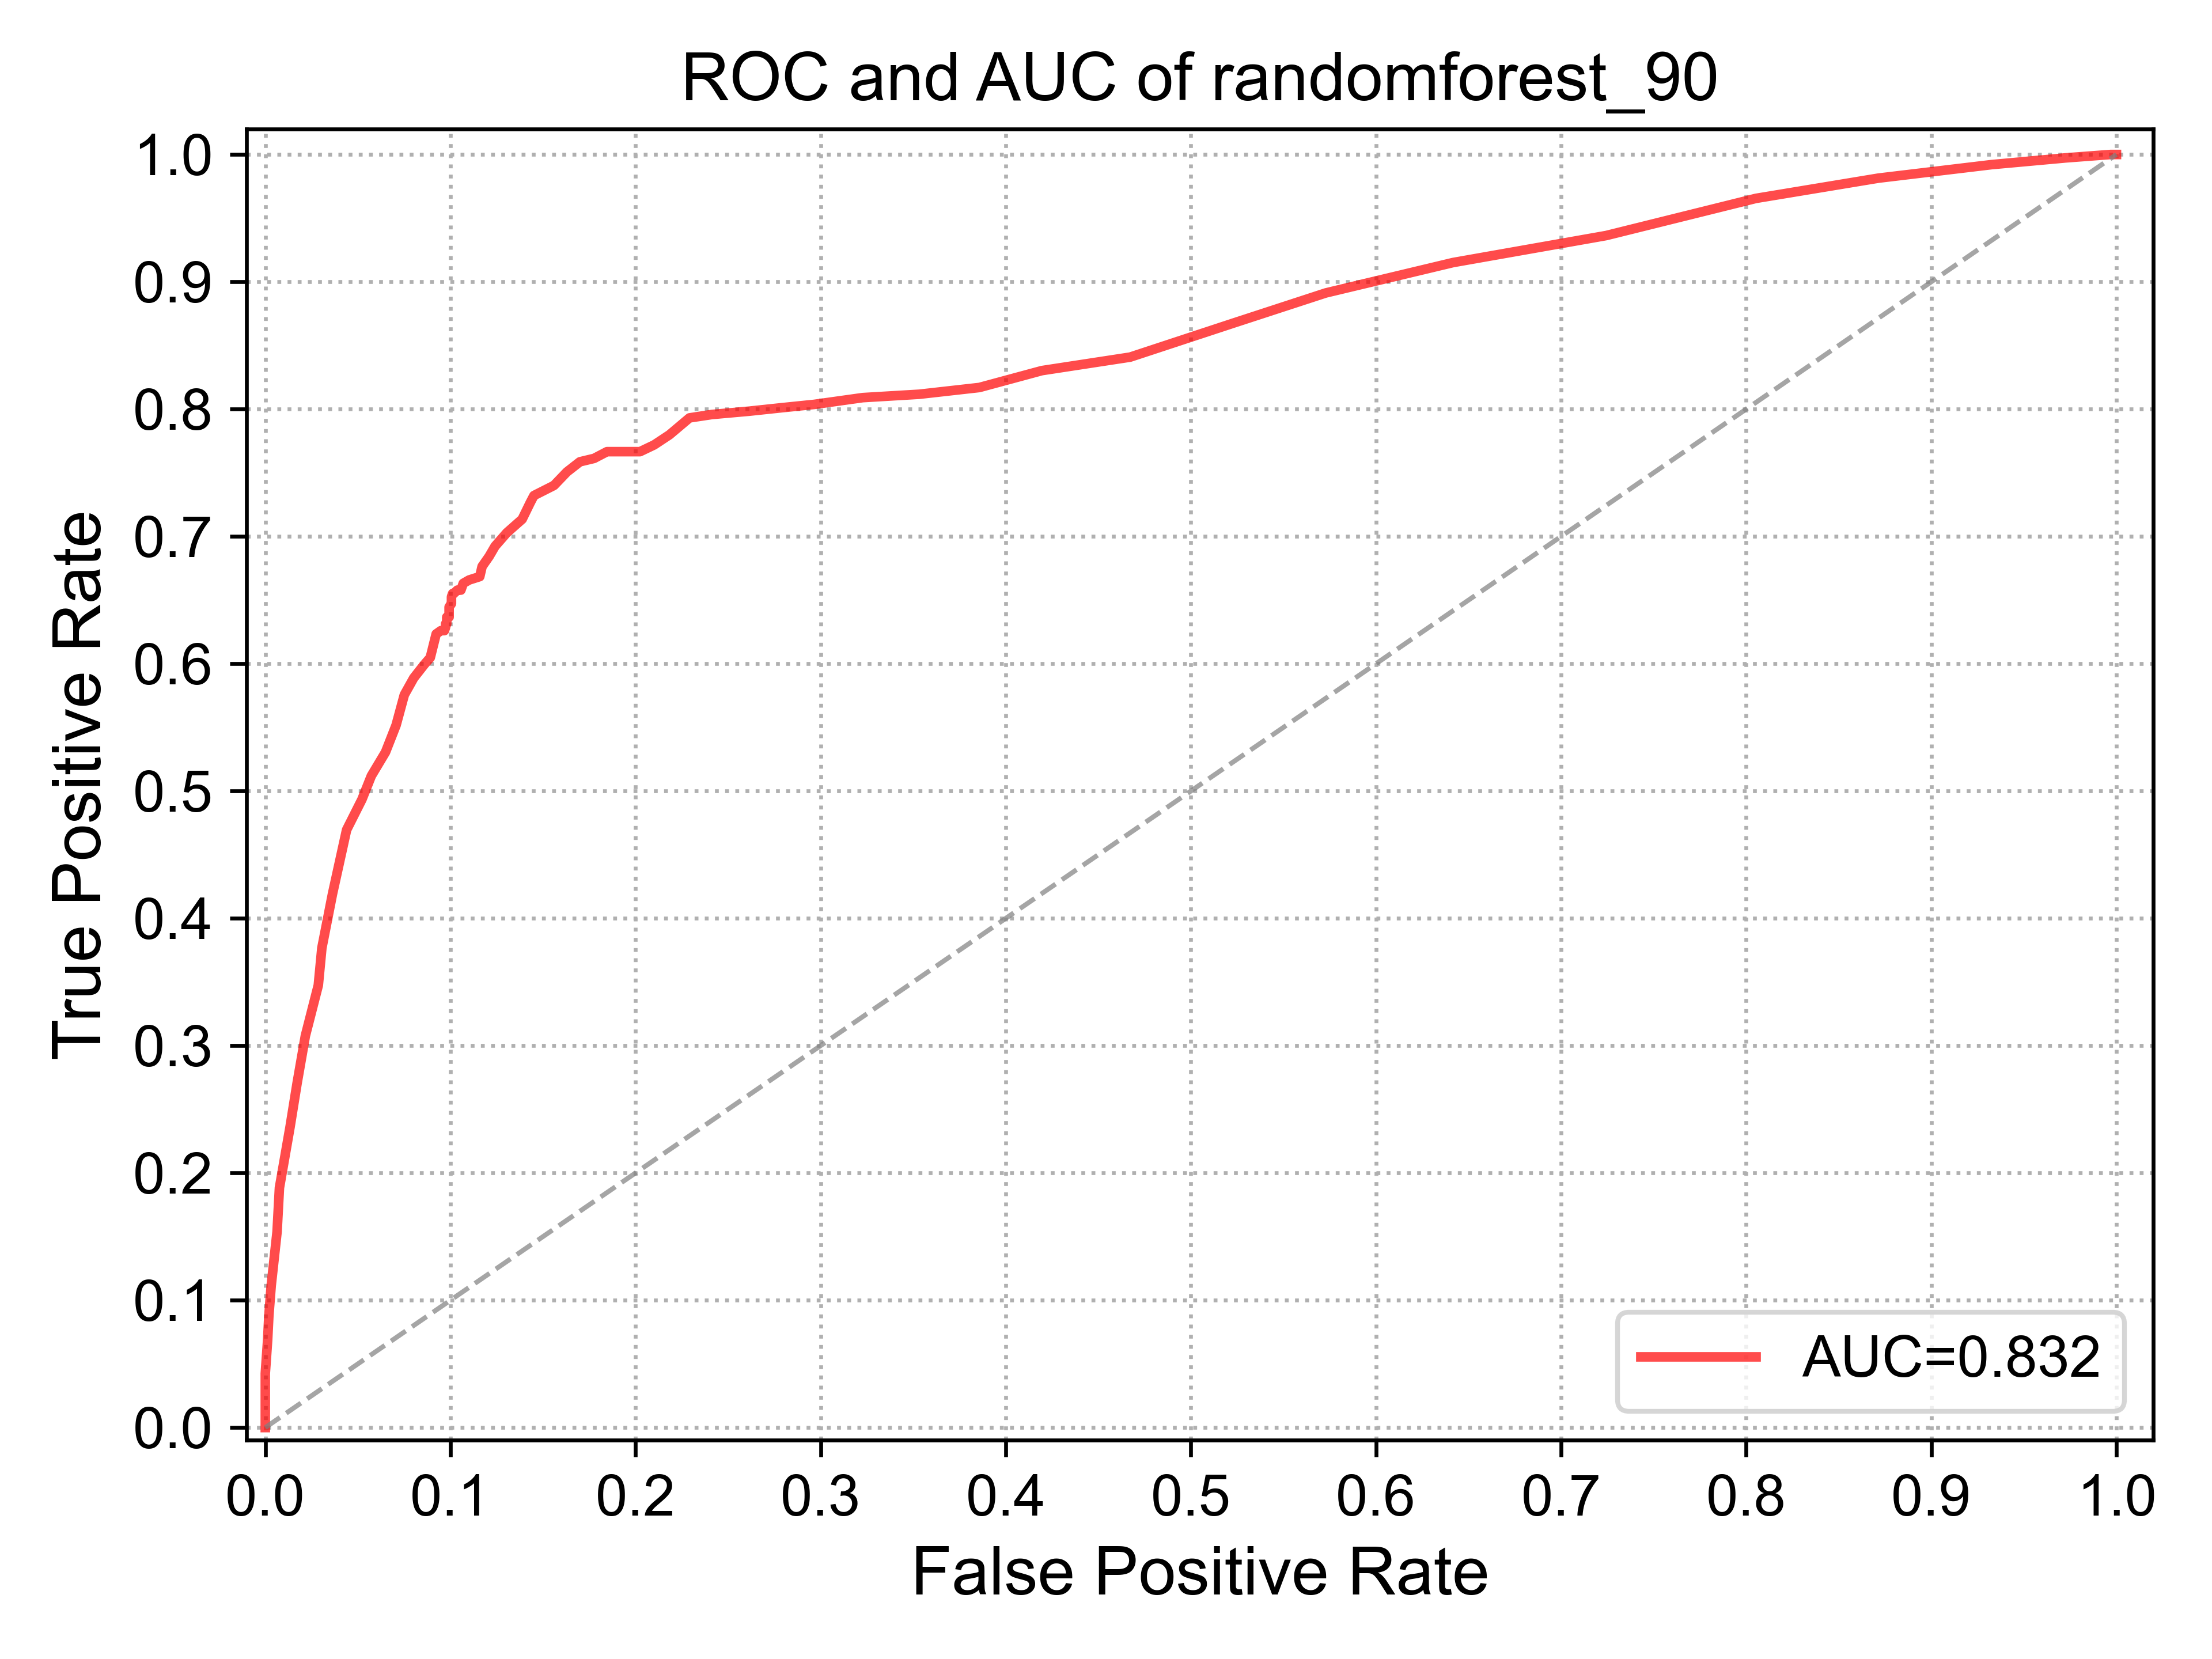 ROC and AUC of randomforest_90
True Positive Rate
1.0
0.9
0.8
0.7
0.6
0.5
0.4
0.3
0.2
0.1
0.0
AUC=0.832
0.0 0.1 0.2 0.3 0.4 0.5 0.6 0.7 0.8 0.9 1.0
False Positive Rate